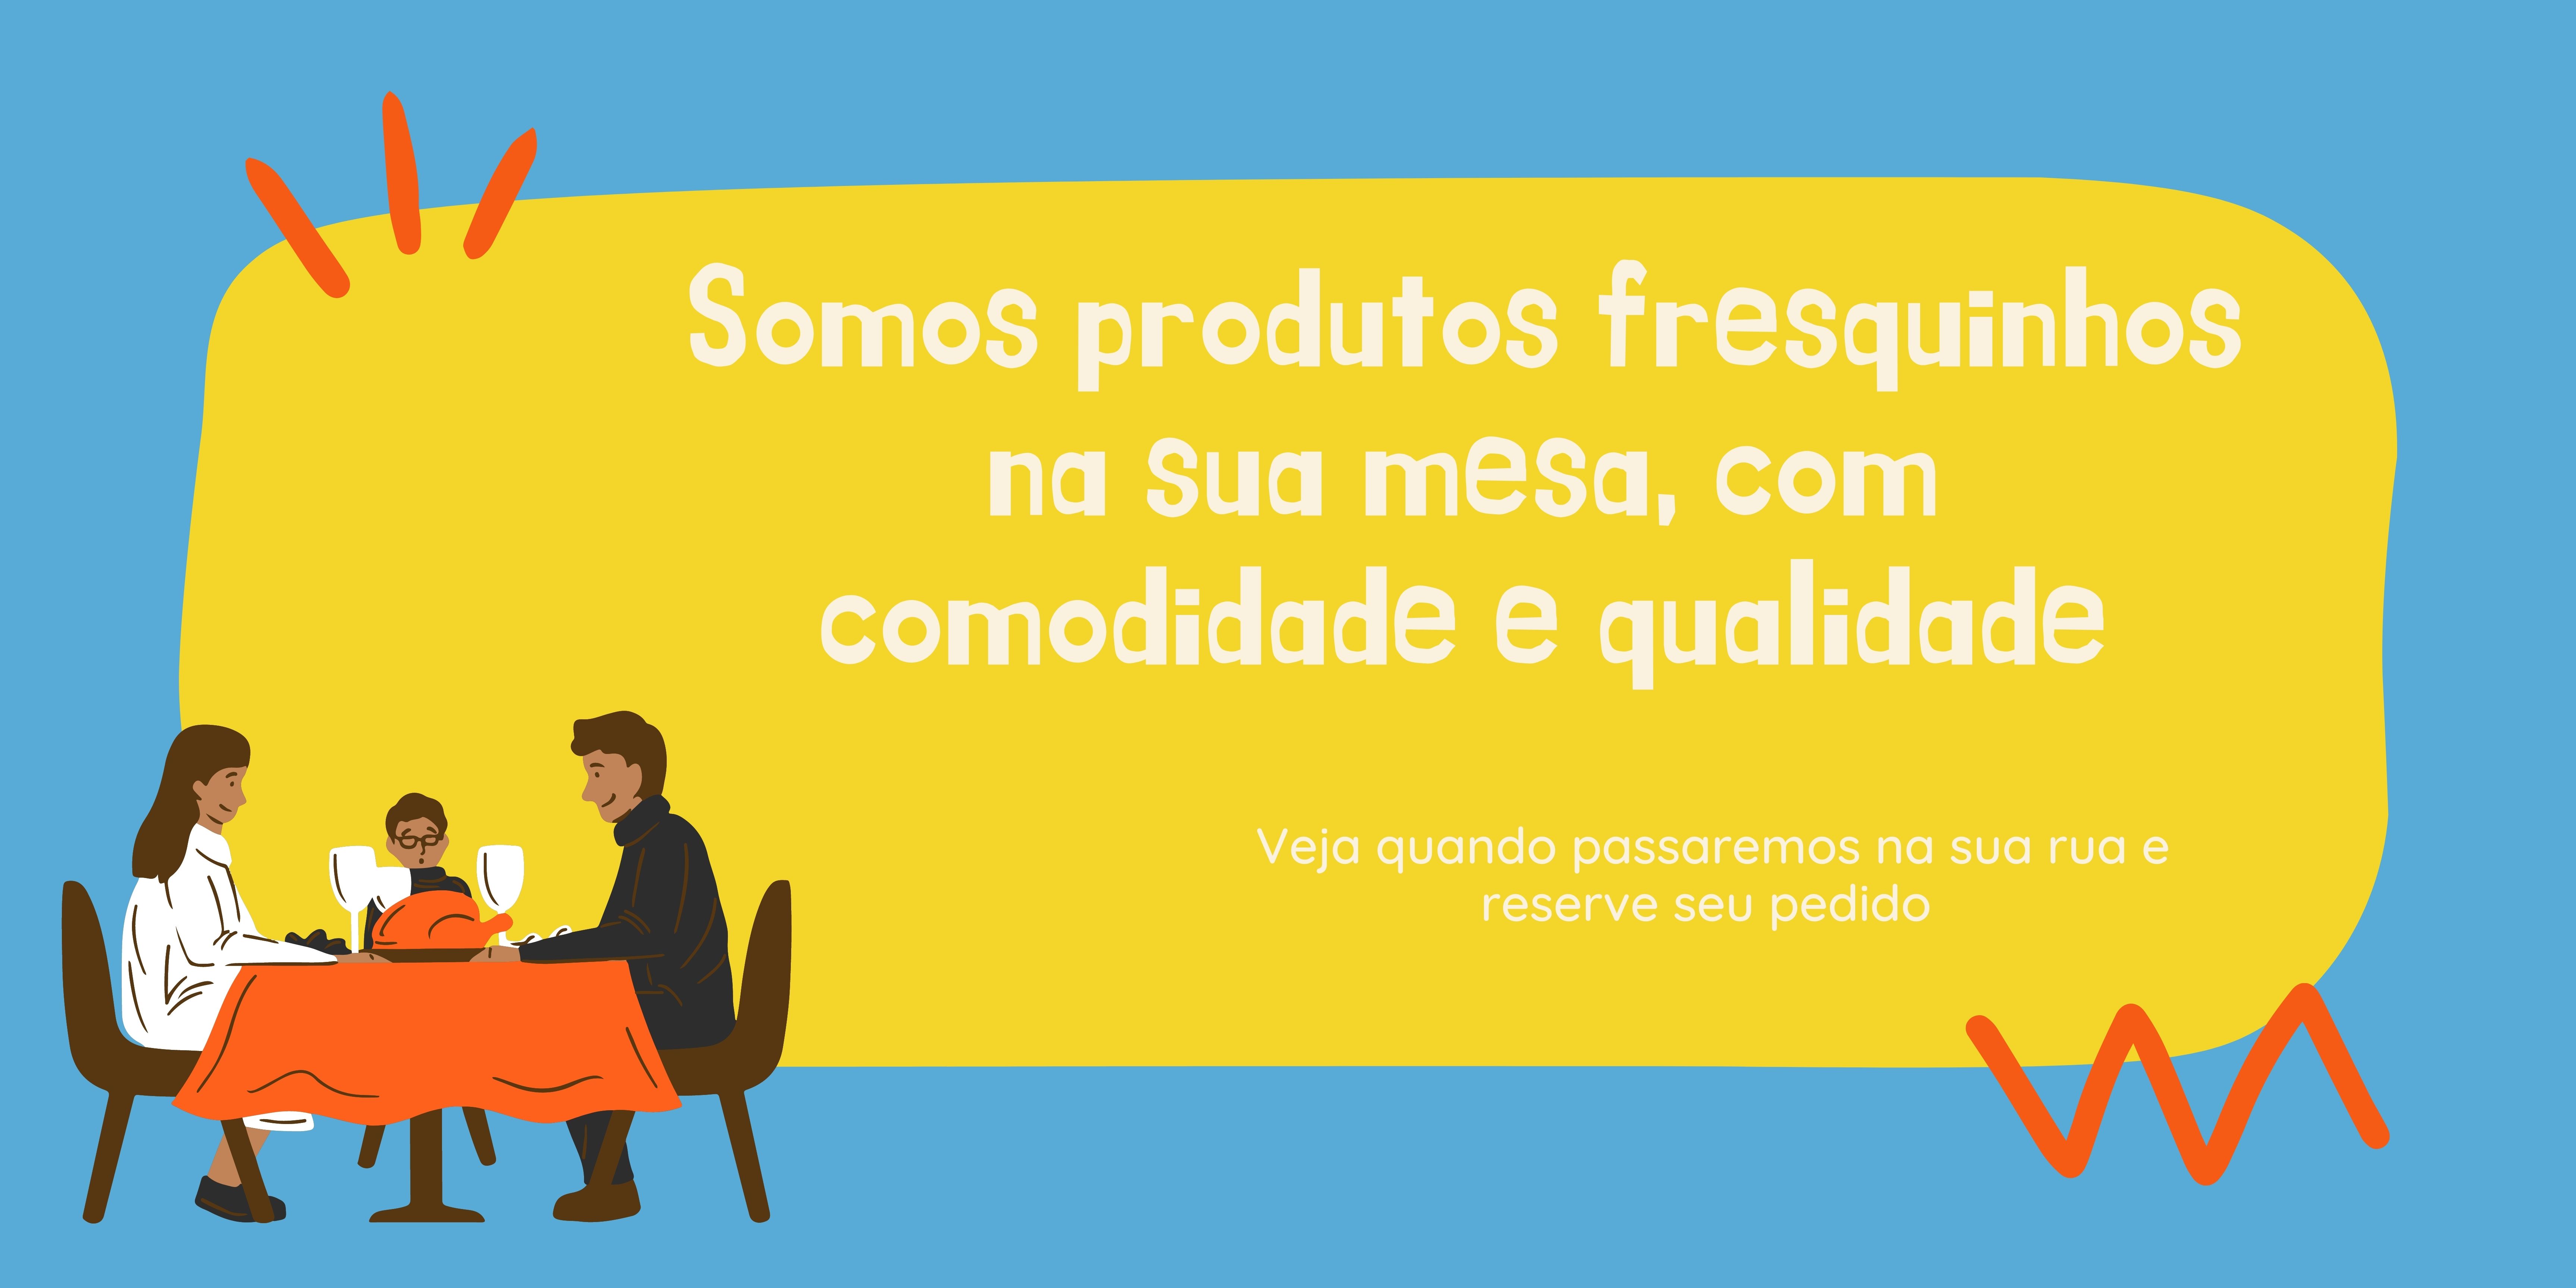 Somos produtos fresquinhos
na sua mesa, com
comodidade e qualidade
Veja quando passaremos na sua rua e
reserve seu pedido